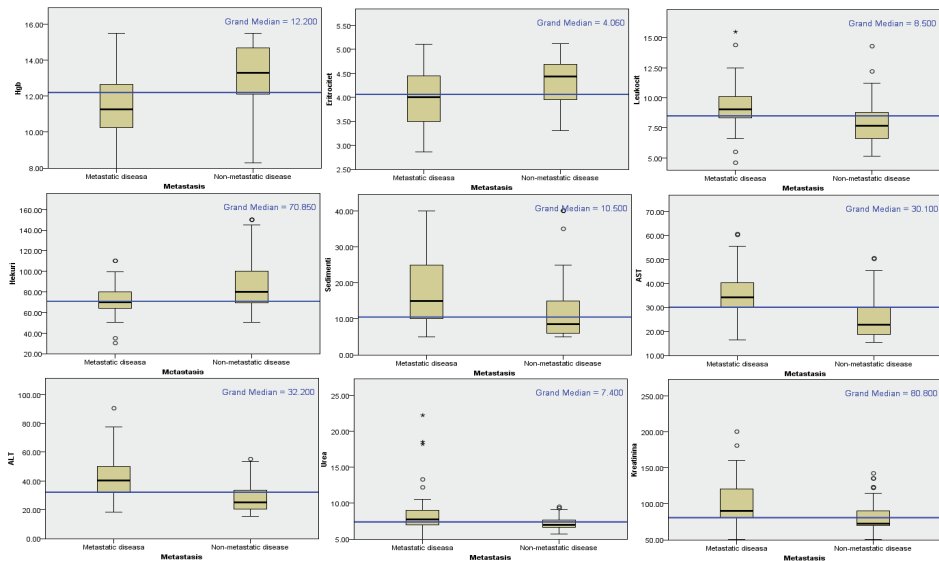 Grand Median = 12.200
Hgb
16.00
14.00
12.00
10.00
8.00
Metastatic diseasa
Non-metastatic disease
Metastasis
Grand Median = 4.060
Eritrocitet
5.50
5.00
4.50
4.00
3.50
3.00
2.50
Metastatic diseasa
Non-metastatic disease
Metastasis
Grand Median = 8.500
Leukocit
15.00
12.50
10.00
7.50
5.00
Metastatic diseasa
Non-metastatic disease
Metastasis
Grand Median = 70.850
Hekuri
160.00
140.00
120.00
100.00
80.00
60.00
40.00
20.00
Metastatic diseasa
Non-metastatic disease
Metastasis
Grand Median = 10.500
Sedimenti
40.00
30.00
20.00
10.00
0.00
Metastatic diseasa
Non-metastatic disease
Metastasis
Grand Median = 30.100
AST
70.00
60.00
50.00
40.00
30.00
20.00
10.00
Metastatic diseasa
Non-metastatic disease
Metastasis
Grand Median = 32.200
ALT
100.00
80.00
60.00
40.00
20.00
0.00
Metastatic diseasa
Non-metastatic disease
Metastasis
Grand Median = 7.400
Urea
25.00
20.00
15.00
10.00
5.00
Metastatic diseasa
Non-metastatic disease
Metastasis
Grand Median = 80.800
Kreatinina
250.00
200.00
150.00
100.00
50.00
Metastatic diseasa
Non-metastatic disease
Metastasis